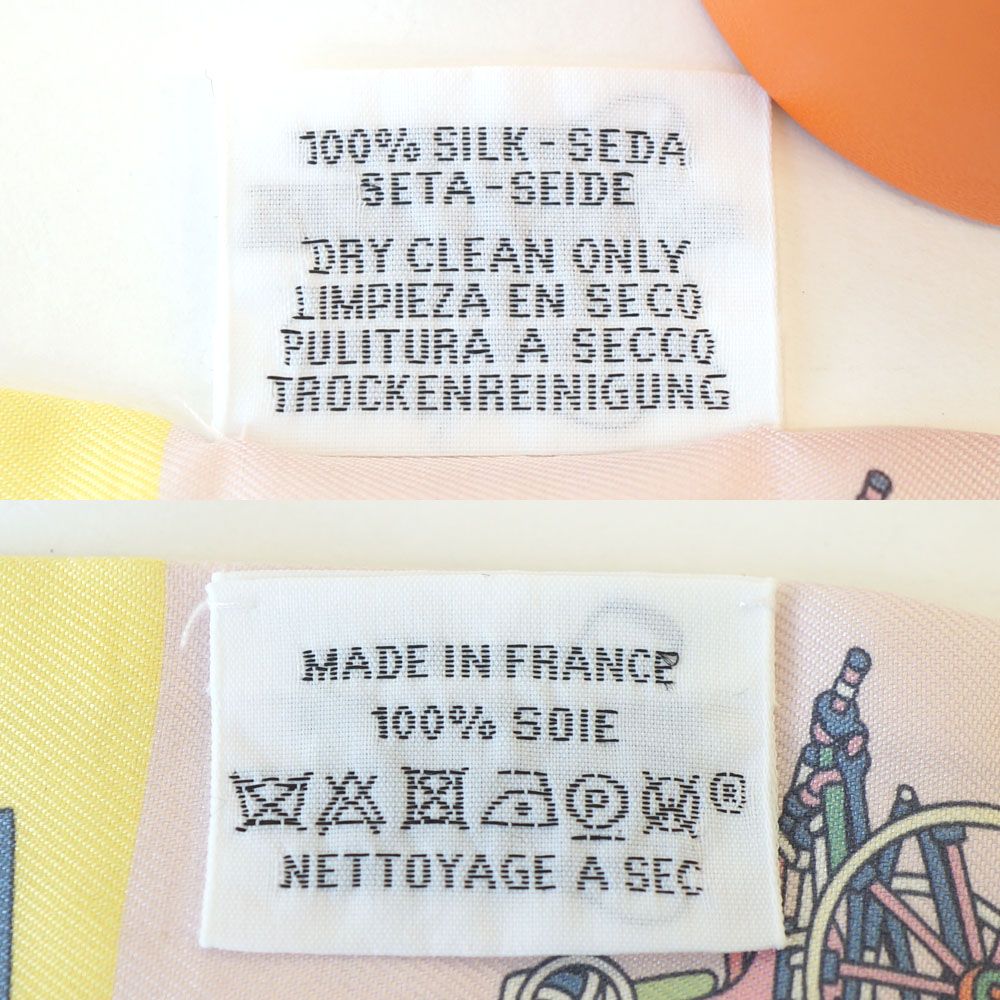 100% SILK - SEDA
SETA - SEIDE
DRY CLEAN ONLY
LIMPIEZA EN SECO
PULITURA A SECCO
TROCKENREINIGUNG
MADE IN FRANCE
100% SOIE
P W ®
NETTOYAGE A SEC